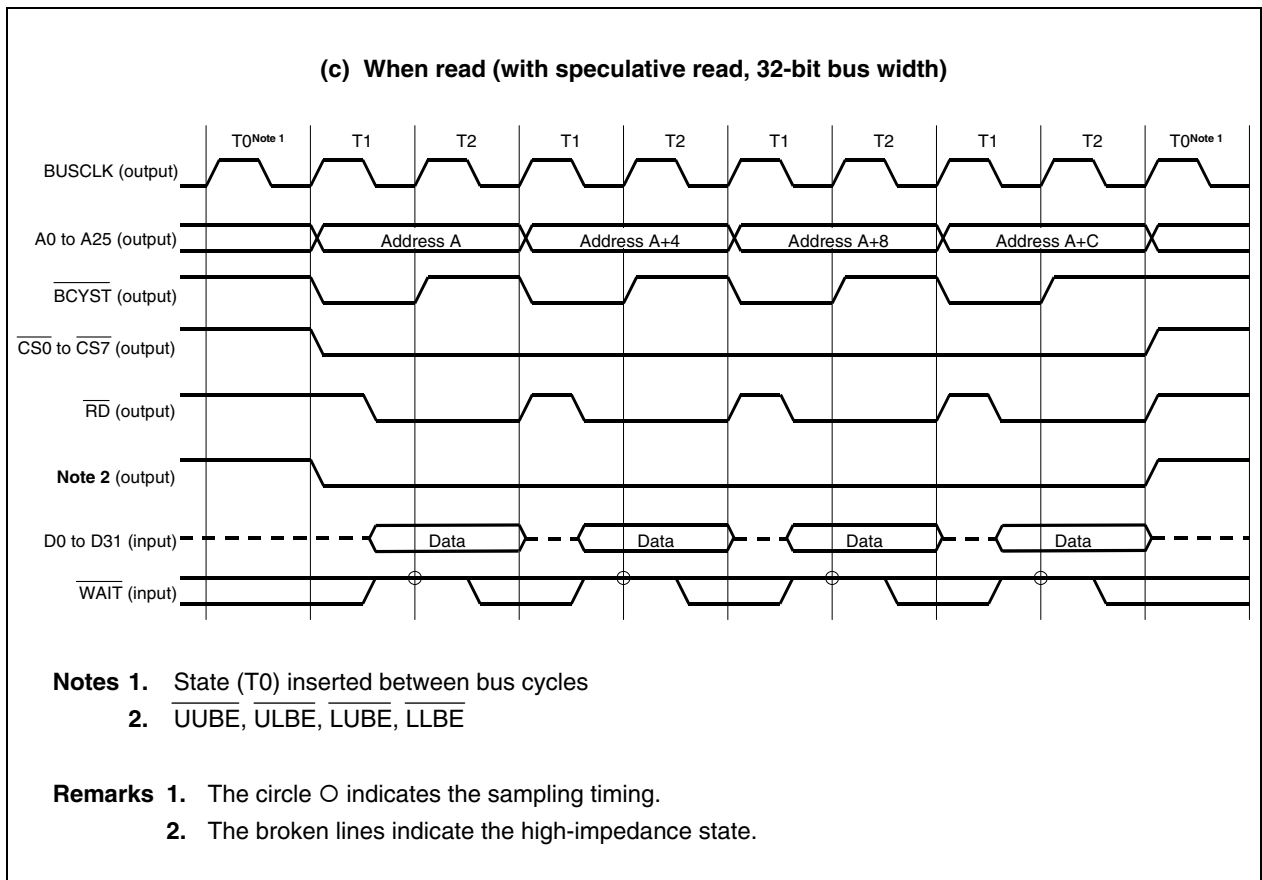 (c) When read (with speculative read, 32-bit bus width)
T0Note 1 T1 T2 T1 T2 T1 T2 T1 T2 T0Note 1
BUSCLK (output)
A0 to A25 (output) Address A Address A+4 Address A+8 Address A+C
BCYST (output)
CS0 to CS7 (output)
RD (output)
Note 2 (output)
D0 to D31 (input) Data Data Data Data
WAIT (input)
Notes 1. State (T0) inserted between bus cycles
2. UUBE, ULBE, LUBE, LLBE
Remarks 1. The circle ○ indicates the sampling timing.
2. The broken lines indicate the high-impedance state.